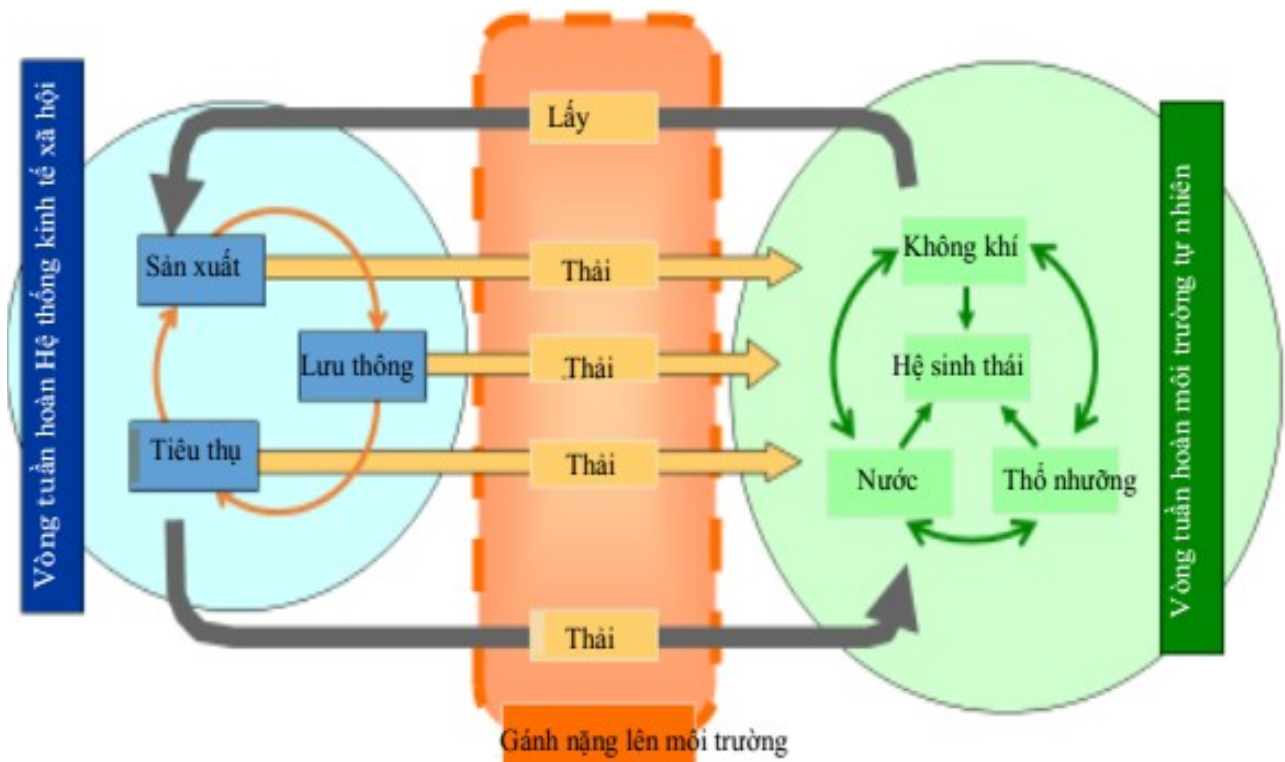 Vòng tuần hoàn Hệ thống kinh tế xã hội
Lấy
Sản xuất
Thải
Lưu thông
Thải
Tiêu thụ
Thải
Thải
Gánh nặng lên môi trường
Không khí
Hệ sinh thái
Nước
Thổ nhưỡng
Vòng tuần hoàn môi trường tự nhiên